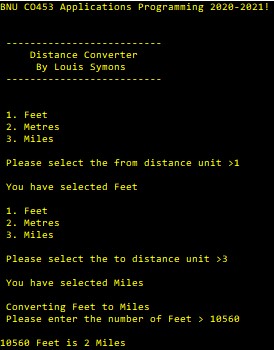 BNU CO453 Applications Programming 2020-2021!
--------------------------
Distance Converter
By Louis Symons
--------------------------
1. Feet
2. Metres
3. Miles
Please select the from distance unit >1
You have selected Feet
1. Feet
2. Metres
3. Miles
Please select the to distance unit >3
You have selected Miles
Converting Feet to Miles
Please enter the number of Feet > 10560
10560 Feet is 2 Miles